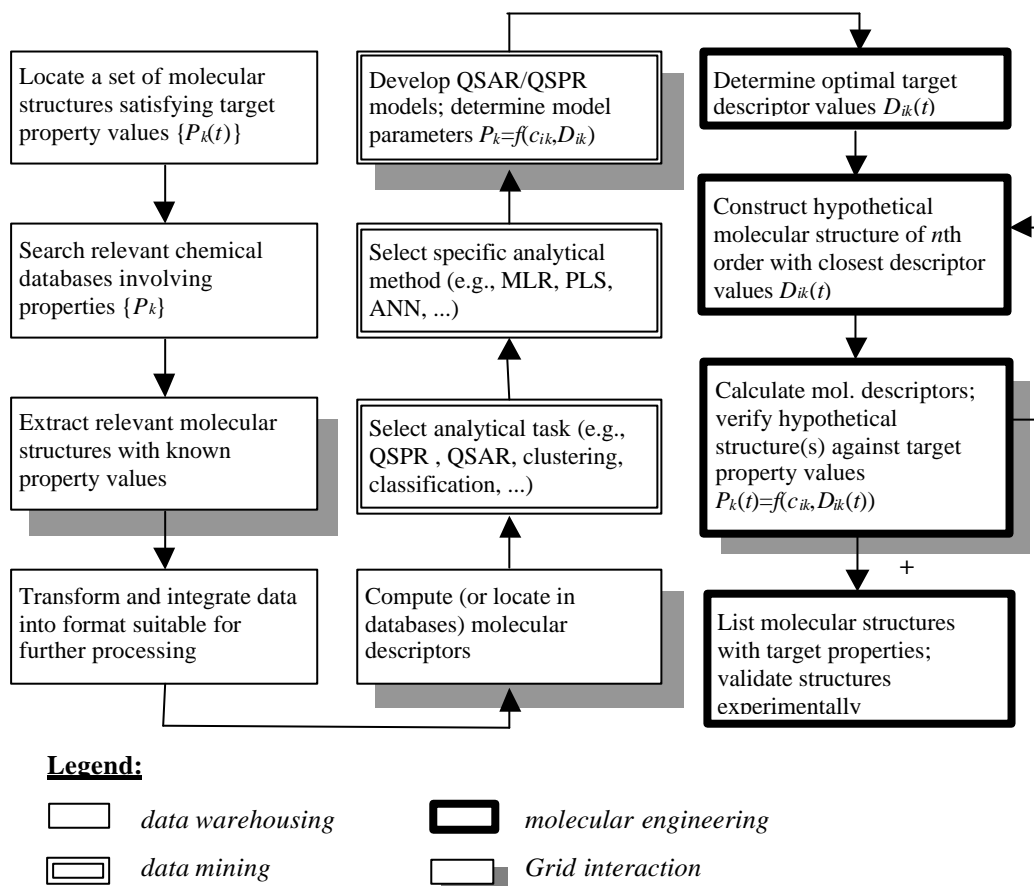 Locate a set of molecular
structures satisfying target
property values {Pk(t)}
Search relevant chemical
databases involving
properties {Pk}
Extract relevant molecular
structures with known
property values
Transform and integrate data
into format suitable for
further processing
Develop QSAR/QSPR
models; determine model
parameters Pk=f(cik,Dik)
Select specific analytical
method (e.g., MLR, PLS,
ANN, ...)
Select analytical task (e.g.,
QSPR , QSAR, clustering,
classification, ...)
Compute (or locate in
databases) molecular
descriptors
Determine optimal target
descriptor values Dik(t)
Construct hypothetical
molecular structure of nth
order with closest descriptor
values Dik(t)
Calculate mol. descriptors;
verify hypothetical
structure(s) against target
property values
Pk(t)=f(cik,Dik(t))
+
List molecular structures
with target properties;
validate structures
experimentally
Legend:
data warehousing
molecular engineering
data mining
Grid interaction